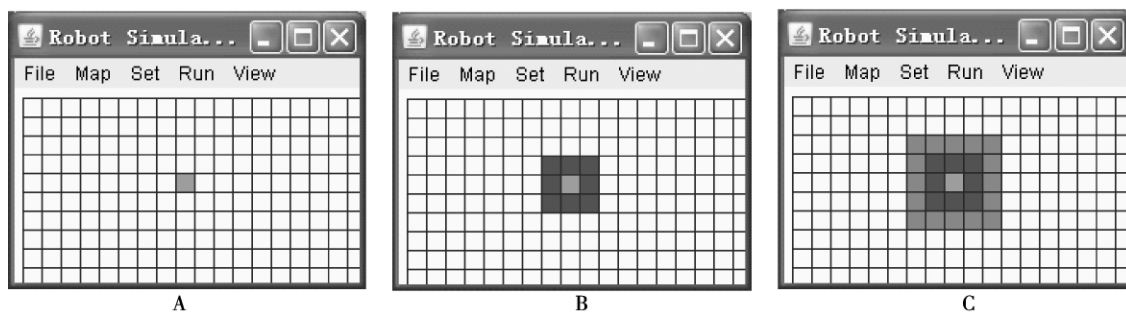 Robot Simula...
File Map Set Run View
A
Robot Simula...
File Map Set Run View
B
Robot Simula...
File Map Set Run View
C